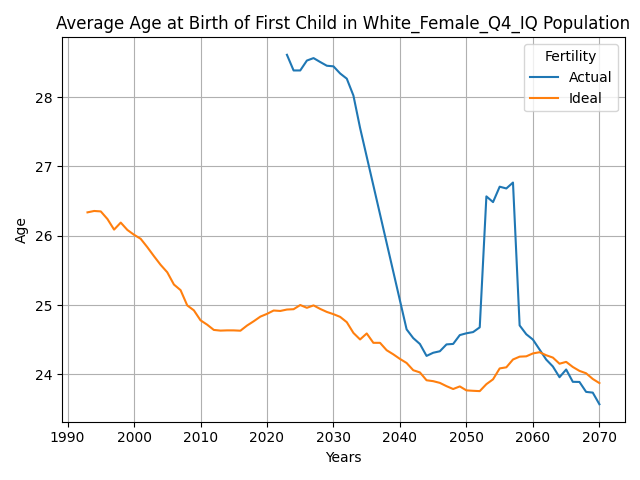 Average Age at Birth of First Child in White_Female_Q4_IQ Population
Fertility
Actual
Ideal
Age
28
27
26
25
24
1990 2000 2010 2020 2030 2040 2050 2060 2070
Years